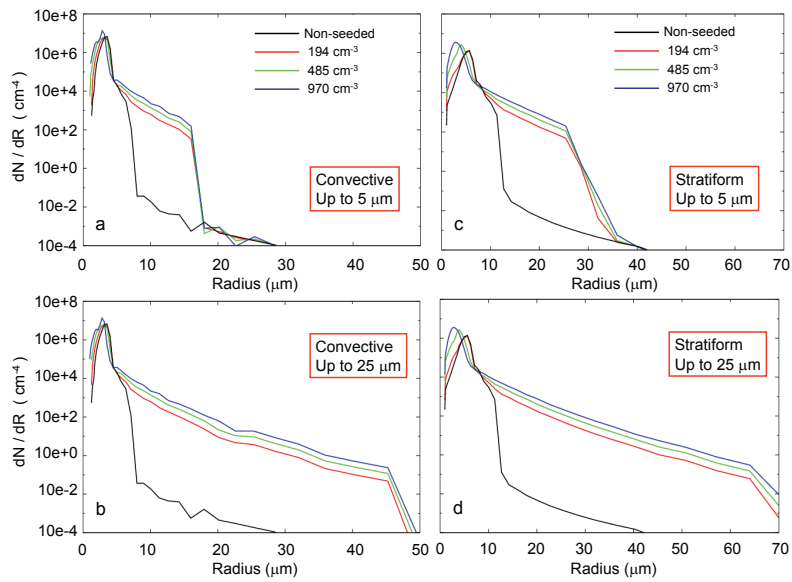 Non-seeded
194 cm⁻³
485 cm⁻³
970 cm⁻³
10e+8
10e+6
10e+4
10e+2
10e+0
10e-2
10e-4
dN / dR ( cm⁻⁴)
Convective
Up to 5 μm
a
0 10 20 30 40 50
Radius (μm)
Non-seeded
194 cm⁻³
485 cm⁻³
970 cm⁻³
Stratiform
Up to 5 μm
c
0 10 20 30 40 50 60 70
Radius (μm)
10e+8
10e+6
10e+4
10e+2
10e+0
10e-2
10e-4
dN / dR ( cm⁻⁴)
Convective
Up to 25 μm
b
0 10 20 30 40 50
Radius (μm)
Stratiform
Up to 25 μm
d
0 10 20 30 40 50 60 70
Radius (μm)